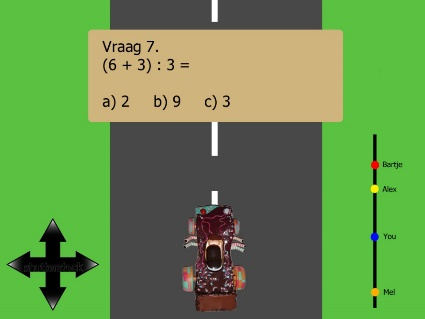 Vraag 7.
(6 + 3) : 3 =
a) 2 b) 9 c) 3
Bartje
Alex
You
Mel